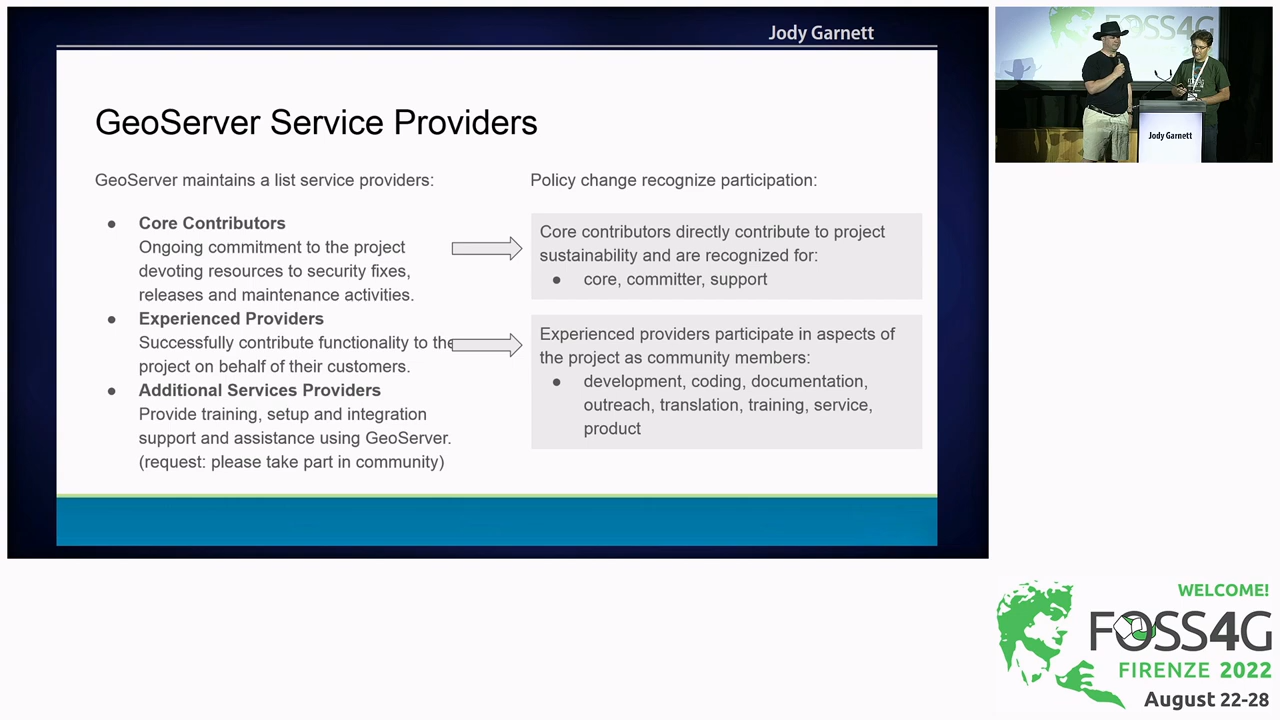 Jody Garnett
GeoServer Service Providers
GeoServer maintains a list service providers:
● Core Contributors
Ongoing commitment to the project
devoting resources to security fixes,
releases and maintenance activities.
● Experienced Providers
Successfully contribute functionality to the
project on behalf of their customers.
● Additional Services Providers
Provide training, setup and integration
support and assistance using GeoServer.
(request: please take part in community)
Policy change recognize participation:
Core contributors directly contribute to project
sustainability and are recognized for:
● core, committer, support
Experienced providers participate in aspects of
the project as community members:
● development, coding, documentation,
outreach, translation, training, service,
product
FOSS4G
Jody Garnett
WELCOME!
FOSS4G
FIRENZE 2022
August 22-28